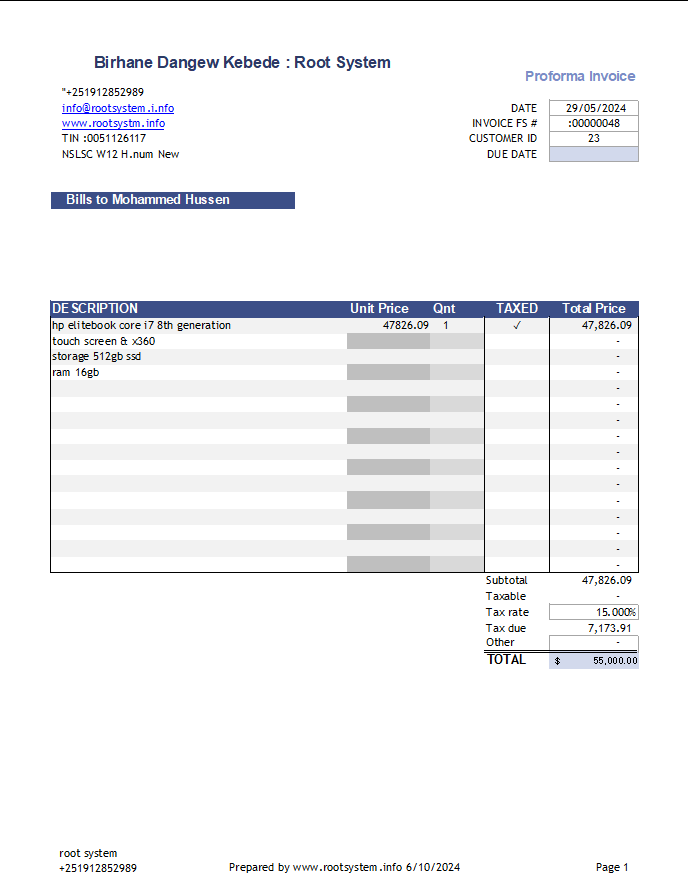 Birhane Dangew Kebede : Root System
Proforma Invoice
"+251912852989
info@rootsystem.i.nfo
DATE 29/05/2024
www.rootsystm.info
INVOICE FS # :00000048
TIN :0051126117
CUSTOMER ID 23
NSLSC W12 H.num New
DUE DATE
Bills to Mohammed Hussen
DESCRIPTION Unit Price Qnt TAXED Total Price
hp elitebook core i7 8th generation 47826.09 1 ✓ 47,826.09
touch screen & x360 -
storage 512gb ssd -
ram 16gb -
-
-
-
-
-
-
-
-
-
-
-
-
Subtotal 47,826.09
Taxable -
Tax rate 15.000%
Tax due 7,173.91
Other -
TOTAL $ 55,000.00
root system
+251912852989
Prepared by www.rootsystem.info 6/10/2024
Page 1